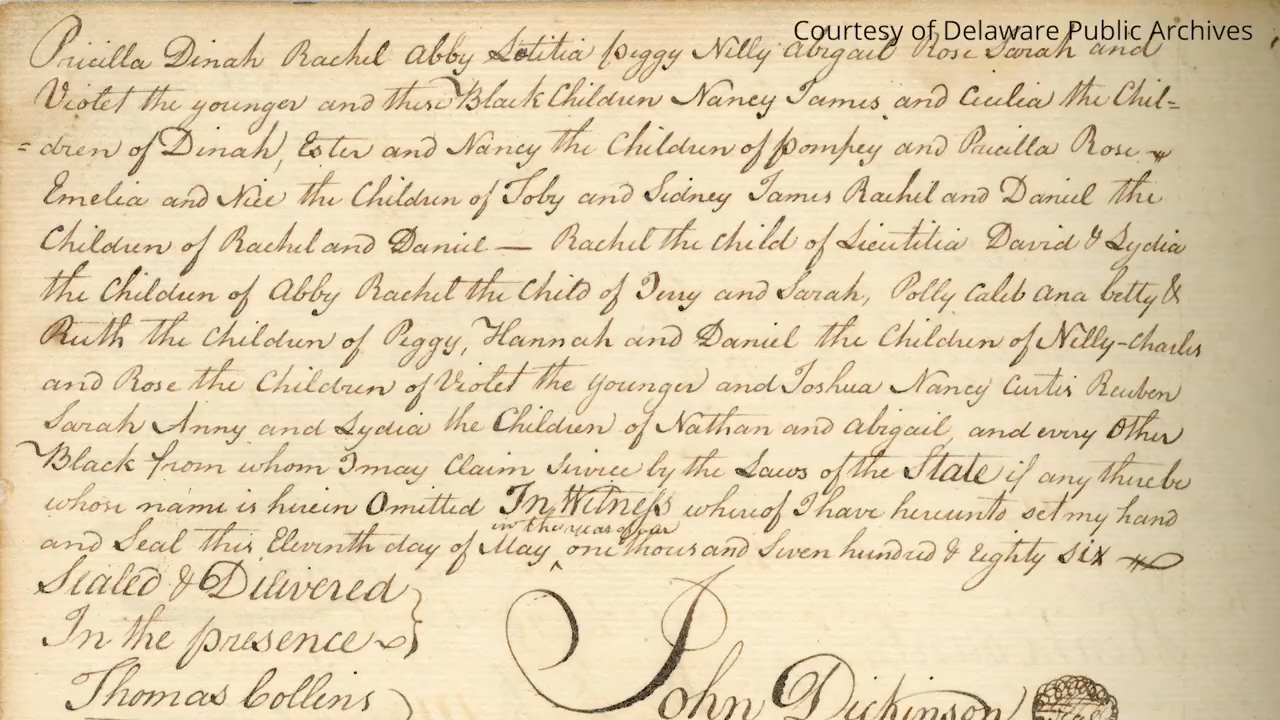 Courtesy of Delaware Public Archives
Pricilla Dinah Rachel Abby Letitia peggy Nelly Abigail Rose Sarah and
Violet the younger and these Black Children Nancy James and Cecilia the Chil=
=dren of Dinah, Ester and Nancy the Children of pompey and Pricilla Rose
Emelia and Nice the Children of Toby and Sidney James Rachel and Daniel the
Children of Rachel and Daniel — Rachel the child of Lieutitia David & Lydia
the Children of Abby Rachel the Child of Jerry and Sarah, Polly Caleb Ana betty &
Ruth the Children of Peggy, Hannah and Daniel the Children of Nelly-Charles
and Rose the Children of Violet the younger and Joshua Nancy Curtis Reuben
Sarah Anny and Lydia the Children of Nathan and Abigail, and every Other
Black from whom I may Claim Service by the Laws of the State if any there be
whose name is herein Omitted In Witness whereof I have hereunto set my hand
in the year of our
and Seal this Eleventh day of May ^ one thousand Seven hundred & Eighty six
Sealed & Delivered }
In the presence
Thomas Collins )
John Dickinson